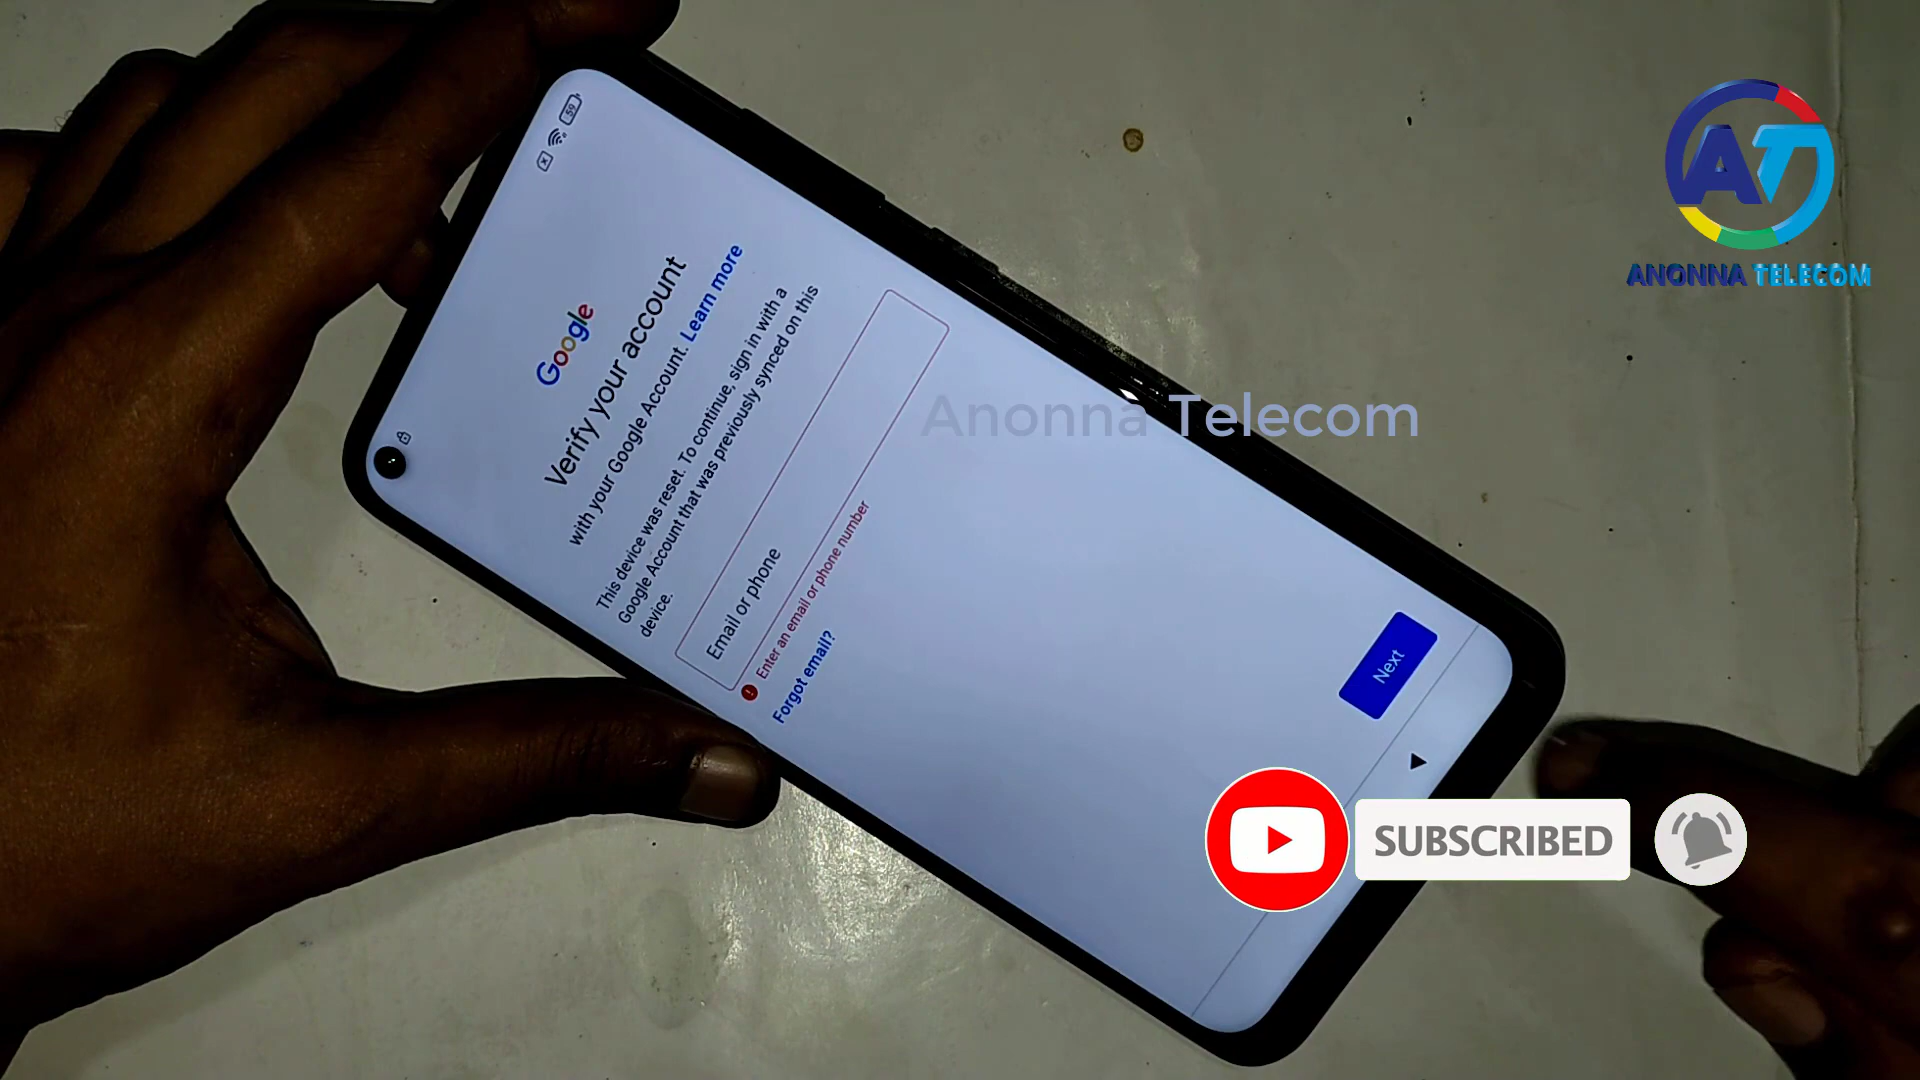 59
Google
Verify your account
with your Google Account. Learn more
This device was reset. To continue, sign in with a
Google Account that was previously synced on this
device.
Email or phone
Enter an email or phone number
Forgot email?
Next
AT
ANONNA TELECOM
Anonna Telecom
SUBSCRIBED